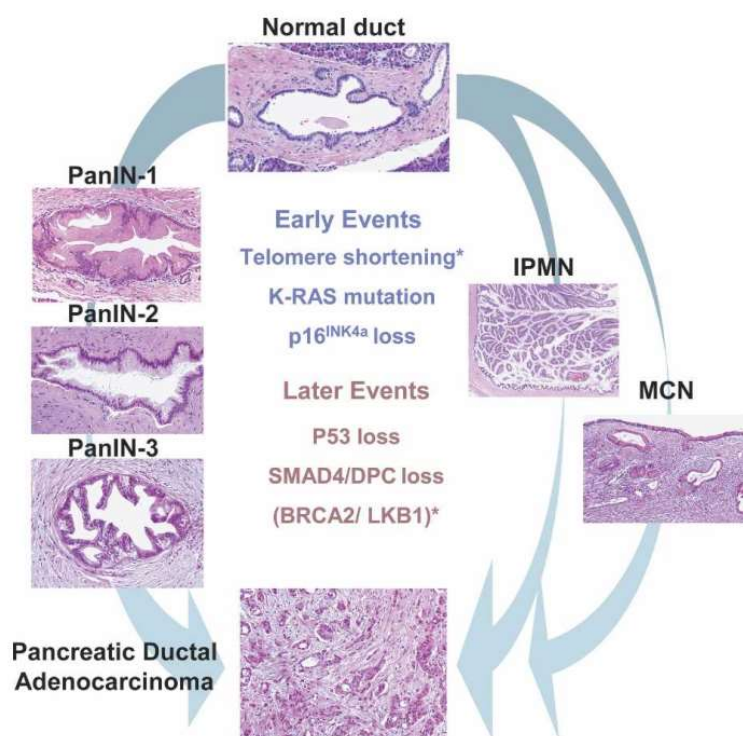 Normal duct
PanIN-1
Early Events
Telomere shortening*
IPMN
K-RAS mutation
p16INK4a loss
PanIN-2
Later Events
MCN
P53 loss
PanIN-3
SMAD4/DPC loss
(BRCA2/ LKB1)*
Pancreatic Ductal
Adenocarcinoma